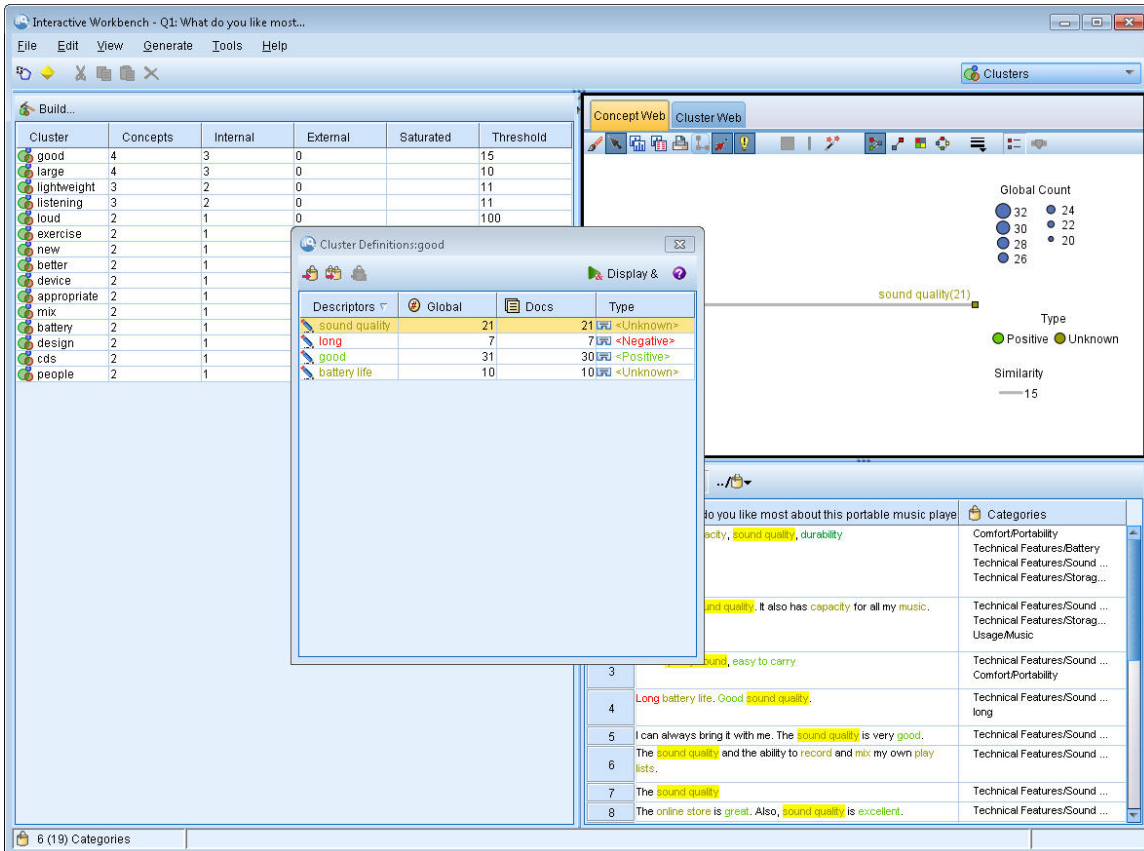 Interactive Workbench - Q1: What do you like most...
File Edit View Generate Tools Help
Clusters
Build...
Cluster Concepts Internal External Saturated Threshold
good 4 3 0 15
large 4 3 0 10
lightweight 3 2 0 11
listening 3 2 0 11
loud 2 1 0 100
exercise 2 1
new 2 1
better 2 1
device 2 1
appropriate 2 1
mix 2 1
battery 2 1
design 2 1
cds 2 1
people 2 1
Cluster Definitions:good
Display &
Descriptors Global Docs Type
sound quality 21 21 <Unknown>
long 7 7 <Negative>
good 31 30 <Positive>
battery life 10 10 <Unknown>
Concept Web Cluster Web
Global Count
32 24
30 22
28 20
26
sound quality(21)
Type
Positive Unknown
Similarity
15
../
do you like most about this portable music playe Categories
acity, sound quality, durability
Comfort/Portability
Technical Features/Battery
Technical Features/Sound ...
Technical Features/Storag...
und quality. It also has capacity for all my music.
Technical Features/Sound ...
Technical Features/Storag...
Usage/Music
3 ound, easy to carry
Technical Features/Sound ...
Comfort/Portability
4 Long battery life. Good sound quality.
Technical Features/Sound ...
long
5 I can always bring it with me. The sound quality is very good. Technical Features/Sound ...
6 The sound quality and the ability to record and mix my own play
lists.
Technical Features/Sound ...
7 The sound quality Technical Features/Sound ...
8 The online store is great. Also, sound quality is excellent. Technical Features/Sound ...
6 (19) Categories